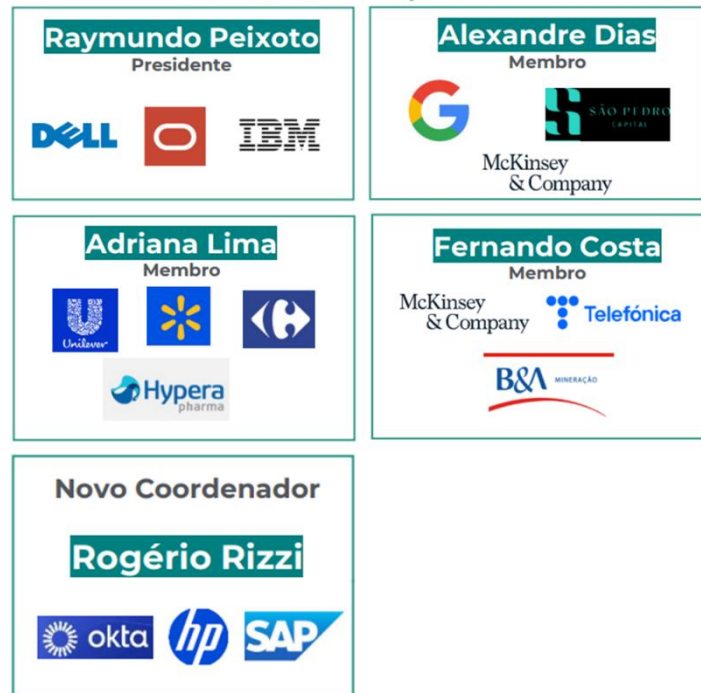 Raymundo Peixoto
Presidente
DELL
IBM
Alexandre Dias
Membro
G
SÃO PEDRO
CAPITAL
McKinsey
& Company
Adriana Lima
Membro
Unilever
Hypera
pharma
Fernando Costa
Membro
McKinsey
& Company
Telefónica
B&A MINERAÇÃO
Novo Coordenador
Rogério Rizzi
okta
hp
SAP